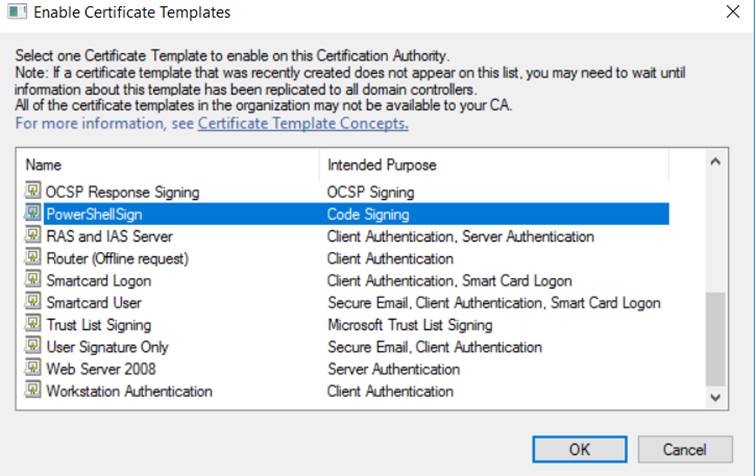 Enable Certificate Templates
Select one Certificate Template to enable on this Certification Authority.
Note: If a certificate template that was recently created does not appear on this list, you may need to wait until
information about this template has been replicated to all domain controllers.
All of the certificate templates in the organization may not be available to your CA.
For more information, see Certificate Template Concepts.
Name Intended Purpose
OCSP Response Signing OCSP Signing
PowerShellSign Code Signing
RAS and IAS Server Client Authentication, Server Authentication
Router (Offline request) Client Authentication
Smartcard Logon Client Authentication, Smart Card Logon
Smartcard User Secure Email, Client Authentication, Smart Card Logon
Trust List Signing Microsoft Trust List Signing
User Signature Only Secure Email, Client Authentication
Web Server 2008 Server Authentication
Workstation Authentication Client Authentication
OK Cancel